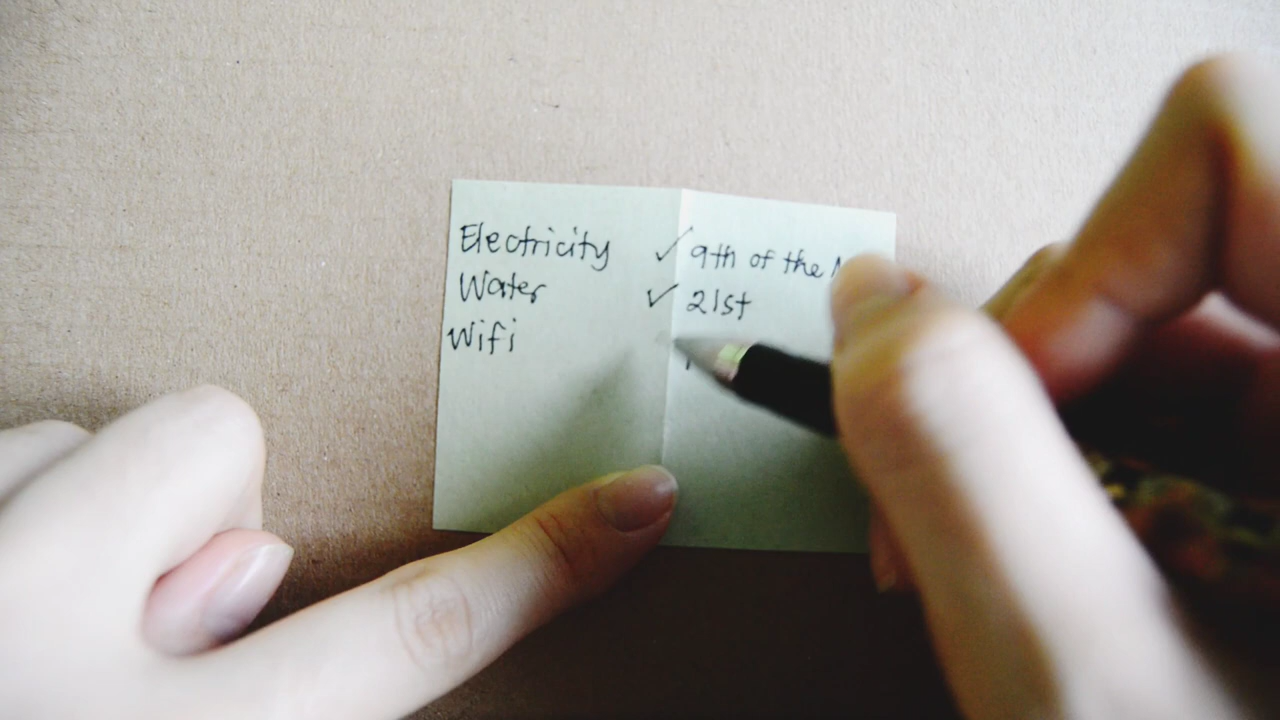 Electricity ✓ 9th of the
Water ✓ 21st
Wifi